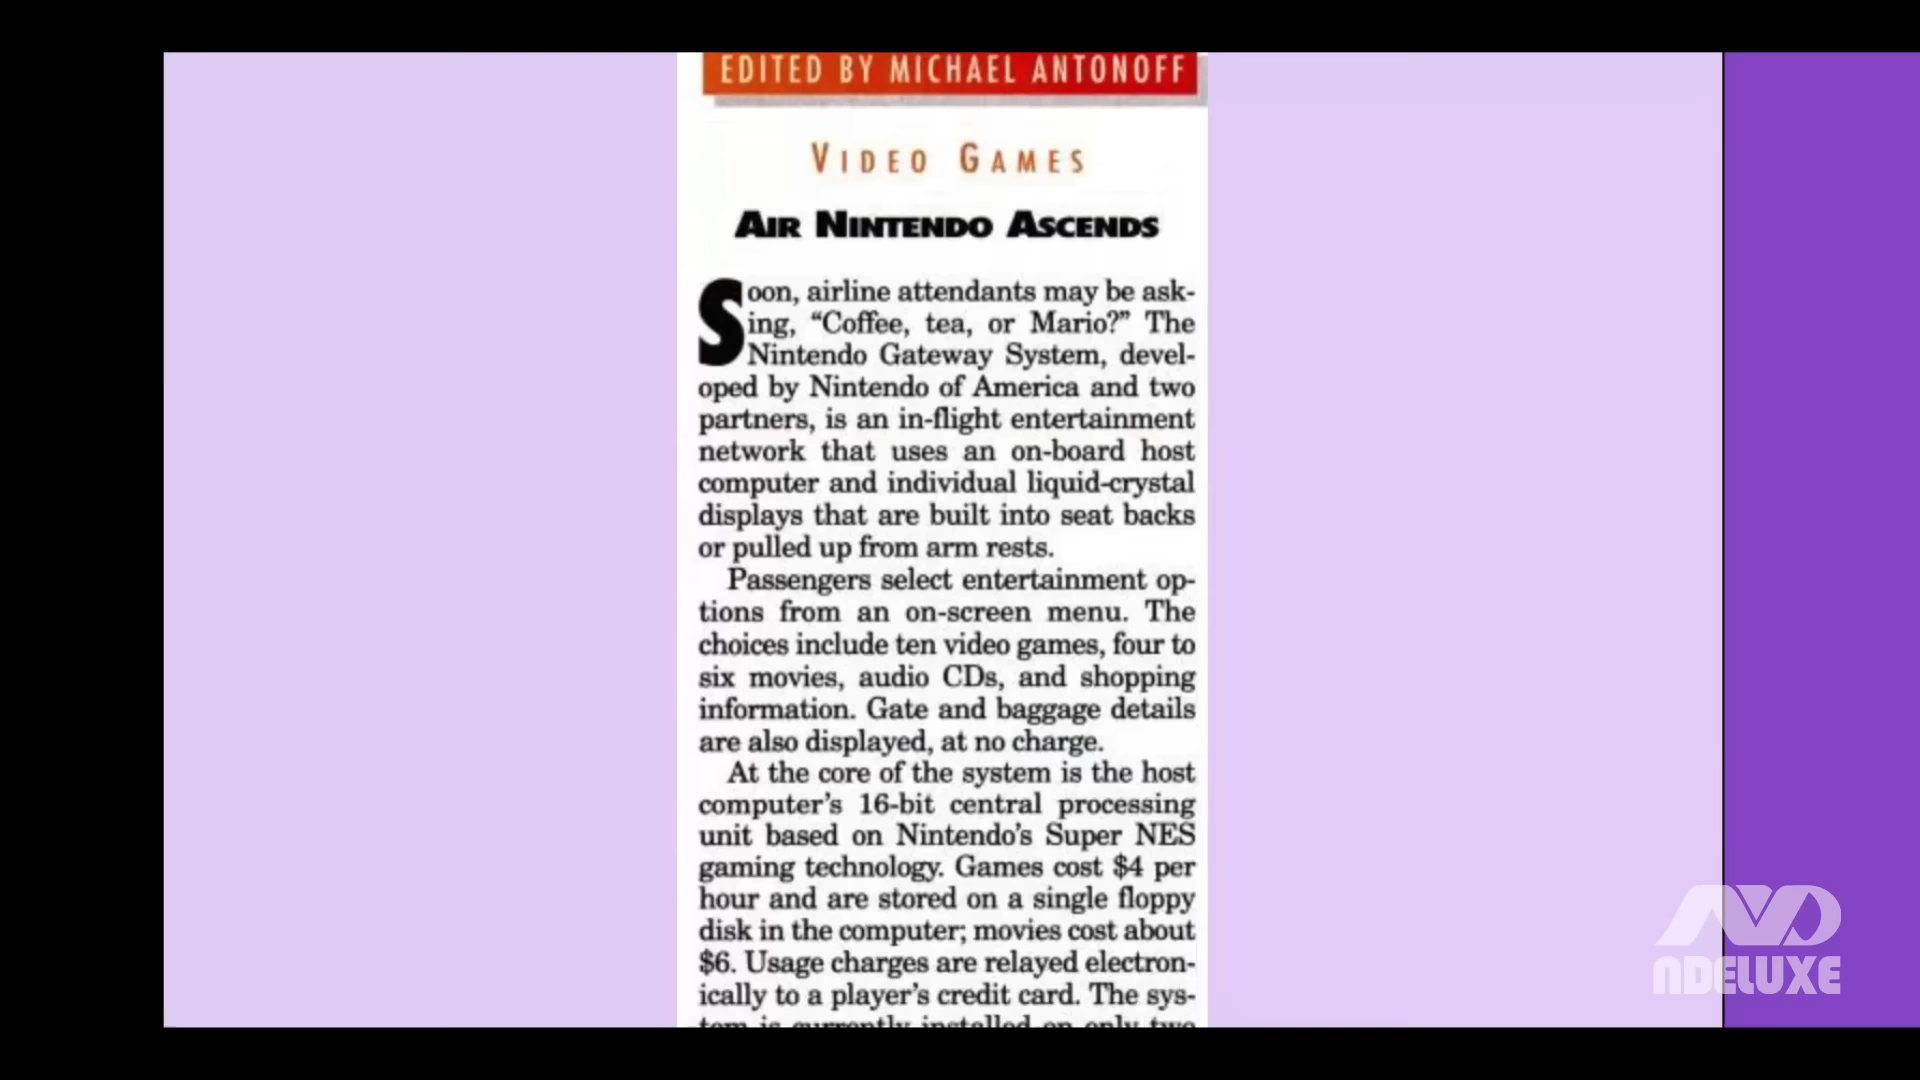 EDITED BY MICHAEL ANTONOFF
VIDEO GAMES
AIR NINTENDO ASCENDS
Soon, airline attendants may be ask-
ing, “Coffee, tea, or Mario?” The
Nintendo Gateway System, devel-
oped by Nintendo of America and two
partners, is an in-flight entertainment
network that uses an on-board host
computer and individual liquid-crystal
displays that are built into seat backs
or pulled up from arm rests.
Passengers select entertainment op-
tions from an on-screen menu. The
choices include ten video games, four to
six movies, audio CDs, and shopping
information. Gate and baggage details
are also displayed, at no charge.
At the core of the system is the host
computer’s 16-bit central processing
unit based on Nintendo’s Super NES
gaming technology. Games cost $4 per
hour and are stored on a single floppy
disk in the computer; movies cost about
$6. Usage charges are relayed electron-
ically to a player’s credit card. The sys-
tem is currently installed on only two
ND
NDELUXE